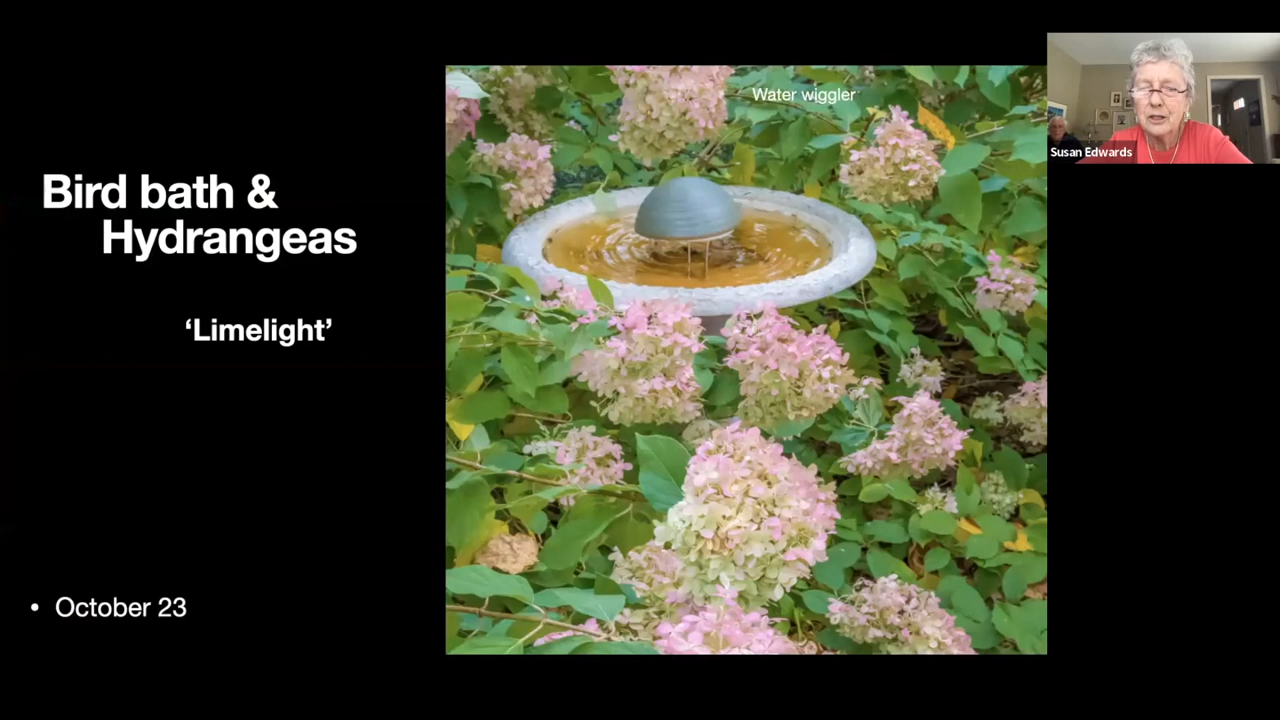 Bird bath &
Hydrangeas
‘Limelight’
• October 23
Water wiggler
Susan Edwards